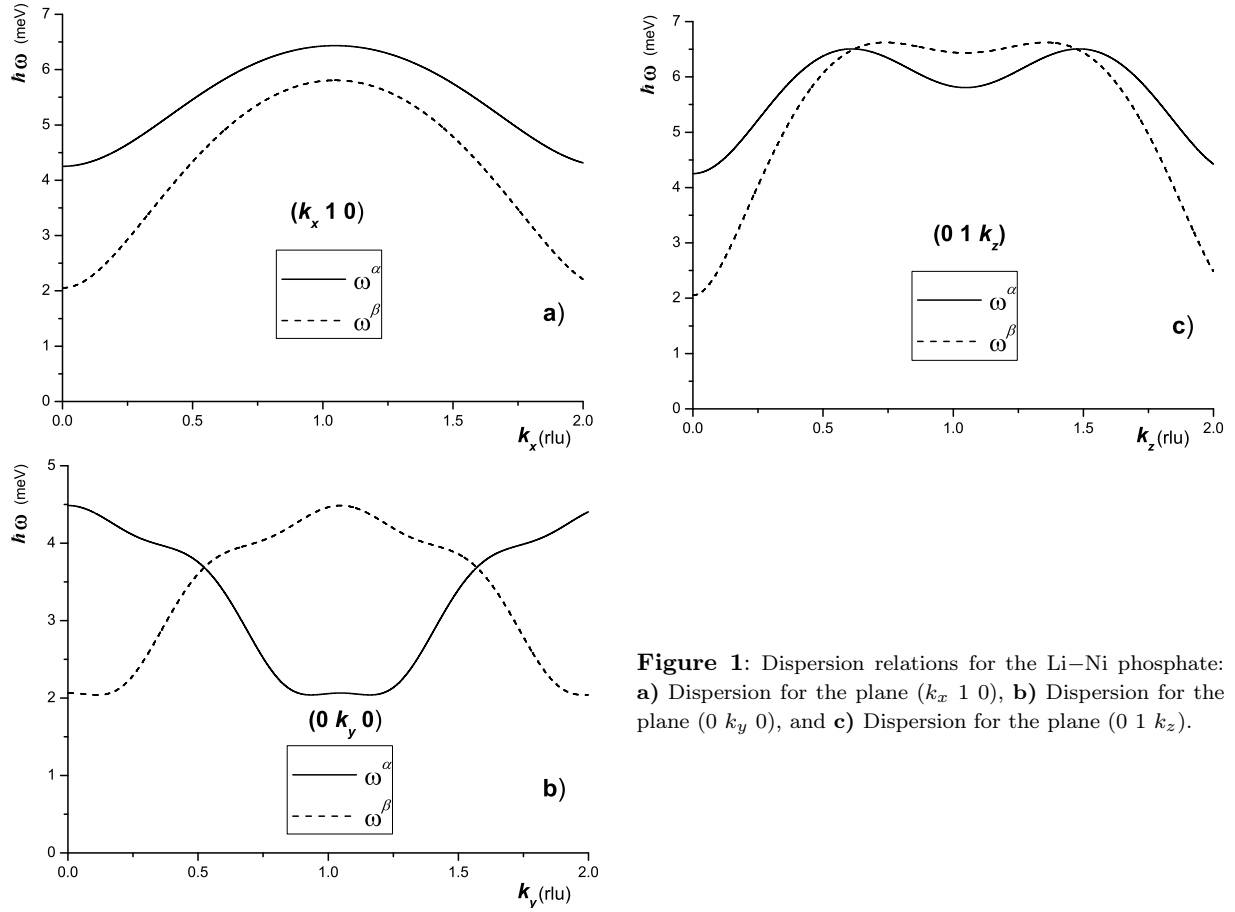 7
6
5
4
3
2
1
0
ħω (meV)
(kx 1 0)
ωα
ωβ
a)
0.0 0.5 1.0 1.5 2.0
kx(rlu)
7
6
5
4
3
2
1
0
ħω (meV)
(0 1 kz)
ωα
ωβ
c)
0.0 0.5 1.0 1.5 2.0
kz(rlu)
5
4
3
2
1
0
ħω (meV)
(0 ky 0)
ωα
ωβ
b)
0.0 0.5 1.0 1.5 2.0
ky(rlu)
Figure 1: Dispersion relations for the Li−Ni phosphate:
a) Dispersion for the plane (kx 1 0), b) Dispersion for the
plane (0 ky 0), and c) Dispersion for the plane (0 1 kz).